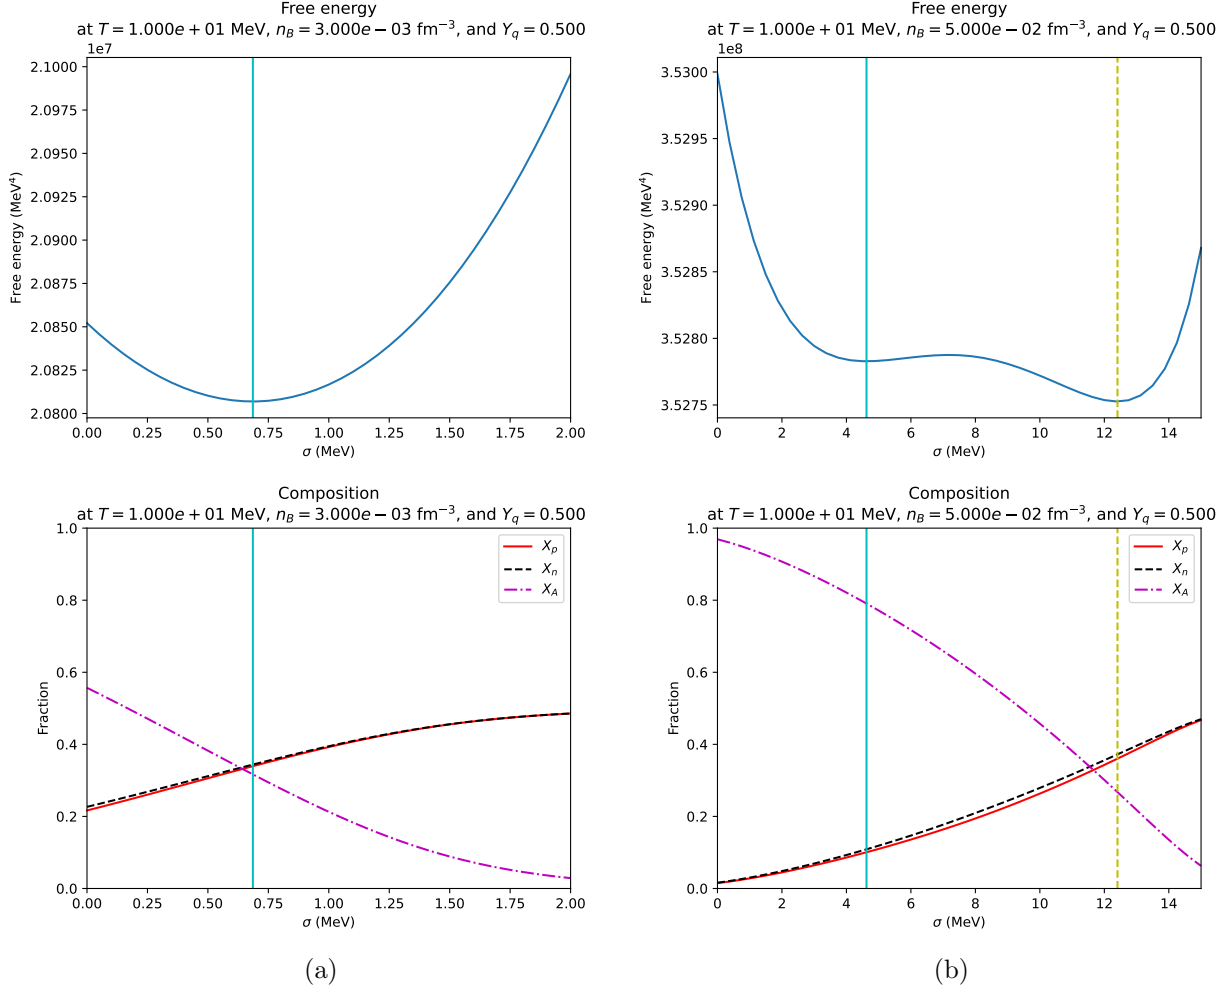 Free energy
at T = 1.000e + 01 MeV, n_B = 3.000e − 03 fm⁻³, and Y_q = 0.500
1e7
2.1000
2.0975
2.0950
2.0925
2.0900
2.0875
2.0850
2.0825
2.0800
Free energy (MeV⁴)
0.00 0.25 0.50 0.75 1.00 1.25 1.50 1.75 2.00
σ (MeV)
Free energy
at T = 1.000e + 01 MeV, n_B = 5.000e − 02 fm⁻³, and Y_q = 0.500
1e8
3.5300
3.5295
3.5290
3.5285
3.5280
3.5275
Free energy (MeV⁴)
0 2 4 6 8 10 12 14
σ (MeV)
Composition
at T = 1.000e + 01 MeV, n_B = 3.000e − 03 fm⁻³, and Y_q = 0.500
1.0
0.8
0.6
0.4
0.2
0.0
Fraction
X_p
X_n
X_A
0.00 0.25 0.50 0.75 1.00 1.25 1.50 1.75 2.00
σ (MeV)
(a)
Composition
at T = 1.000e + 01 MeV, n_B = 5.000e − 02 fm⁻³, and Y_q = 0.500
1.0
0.8
0.6
0.4
0.2
0.0
Fraction
X_p
X_n
X_A
0 2 4 6 8 10 12 14
σ (MeV)
(b)